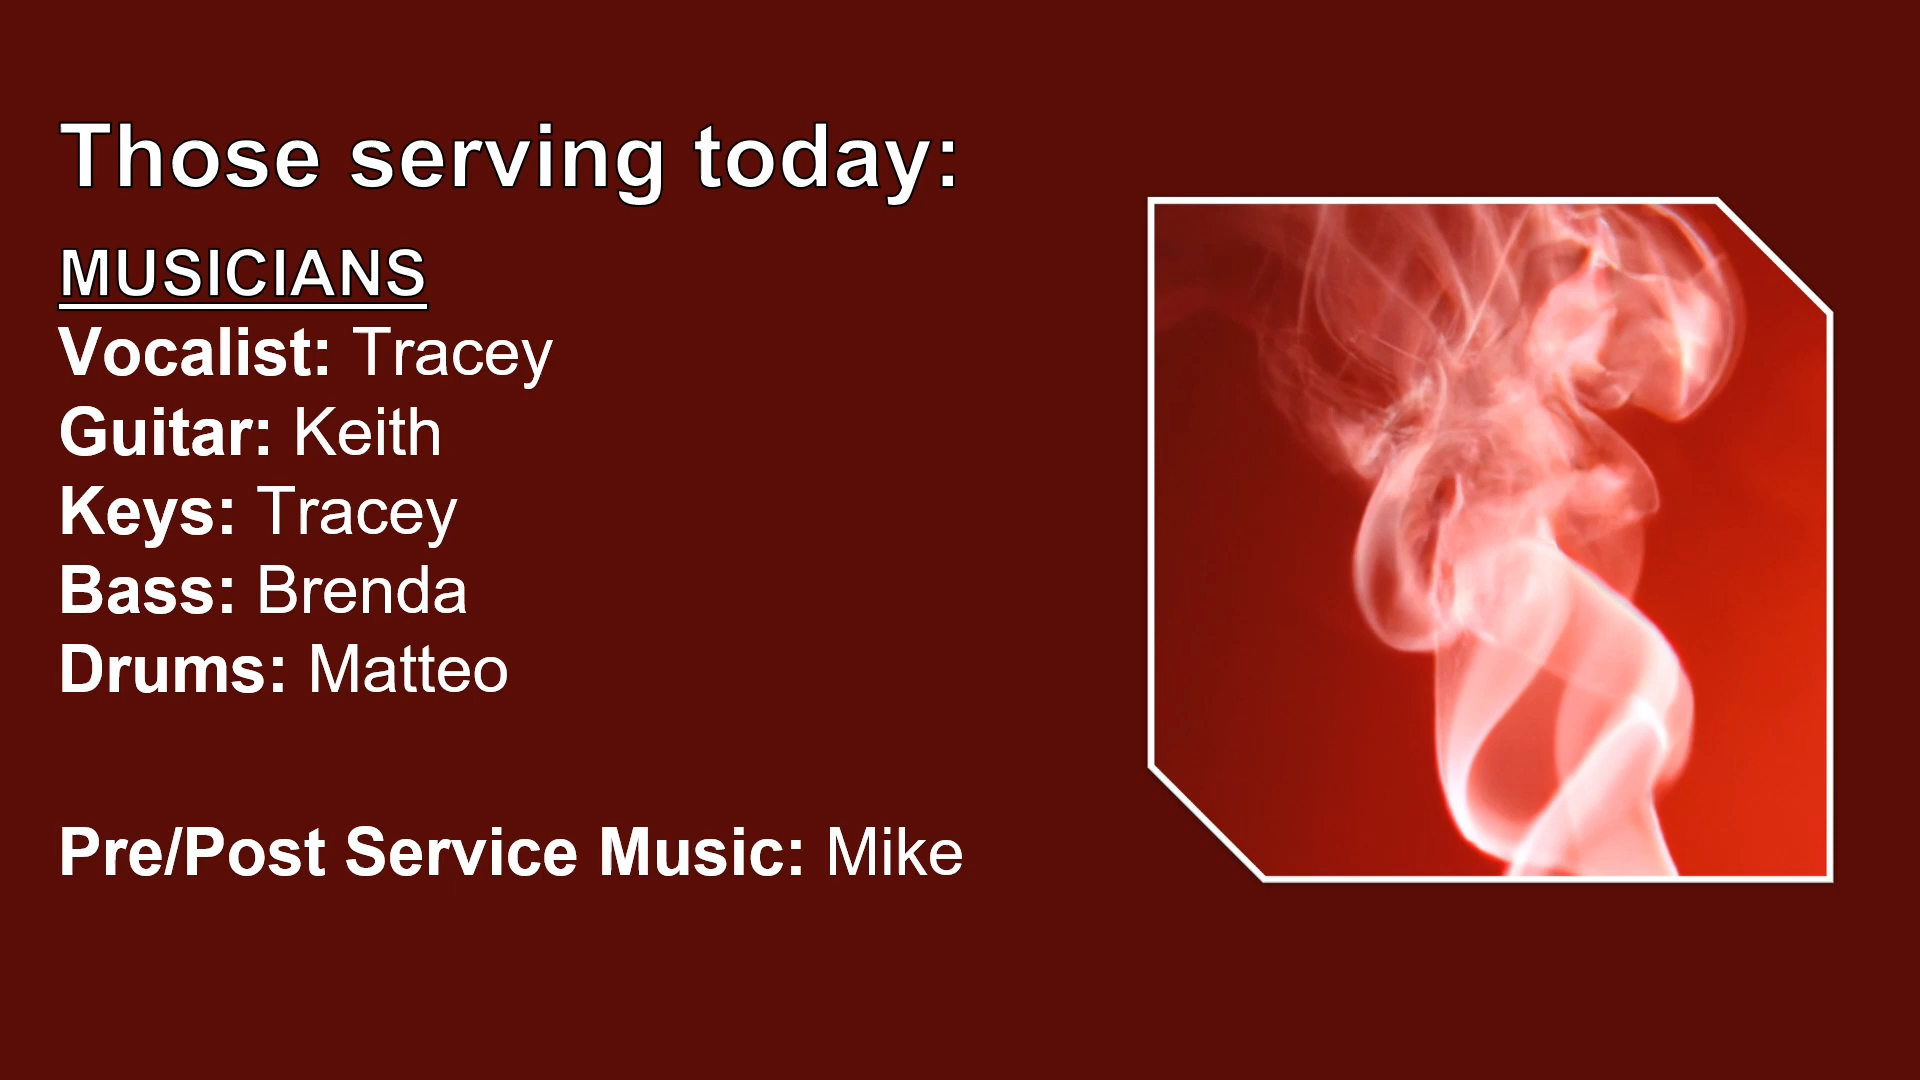 Those serving today:
MUSICIANS
Vocalist: Tracey
Guitar: Keith
Keys: Tracey
Bass: Brenda
Drums: Matteo
Pre/Post Service Music: Mike